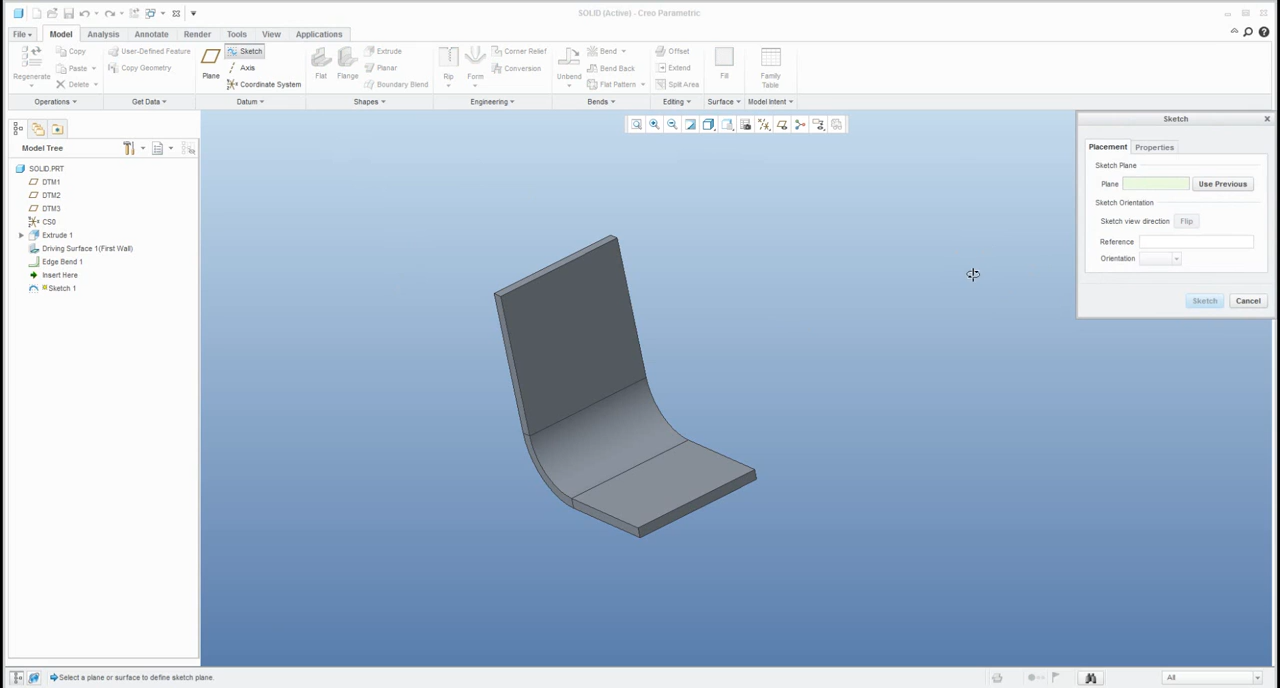 SOLID (Active) - Creo Parametric
File
Model
Analysis
Annotate
Render
Tools
View
Applications
Regenerate
Copy
Paste
Delete
Operations
User-Defined Feature
Copy Geometry
Get Data
Plane
Sketch
Axis
Coordinate System
Datum
Flat
Flange
Extrude
Planar
Boundary Blend
Shapes
Rip
Form
Corner Relief
Conversion
Engineering
Unbend
Bend
Bend Back
Flat Pattern
Bends
Offset
Extend
Split Area
Editing
Fill
Surface
Family
Table
Model Intent
Model Tree
SOLID.PRT
DTM1
DTM2
DTM3
CS0
Extrude 1
Driving Surface 1(First Wall)
Edge Bend 1
Insert Here
Sketch 1
Sketch
Placement
Properties
Sketch Plane
Plane
Use Previous
Sketch Orientation
Sketch view direction
Flip
Reference
Orientation
Sketch
Cancel
Select a plane or surface to define sketch plane.
All